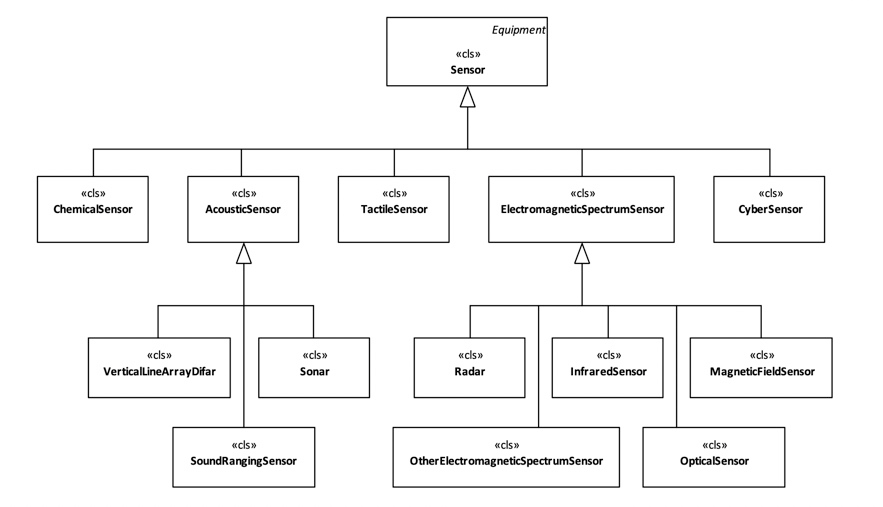 Equipment
«cls»
Sensor
«cls»
ChemicalSensor
«cls»
AcousticSensor
«cls»
TactileSensor
«cls»
ElectromagneticSpectrumSensor
«cls»
CyberSensor
«cls»
VerticalLineArrayDifar
«cls»
Sonar
«cls»
Radar
«cls»
InfraredSensor
«cls»
MagneticFieldSensor
«cls»
SoundRangingSensor
«cls»
OtherElectromagneticSpectrumSensor
«cls»
OpticalSensor